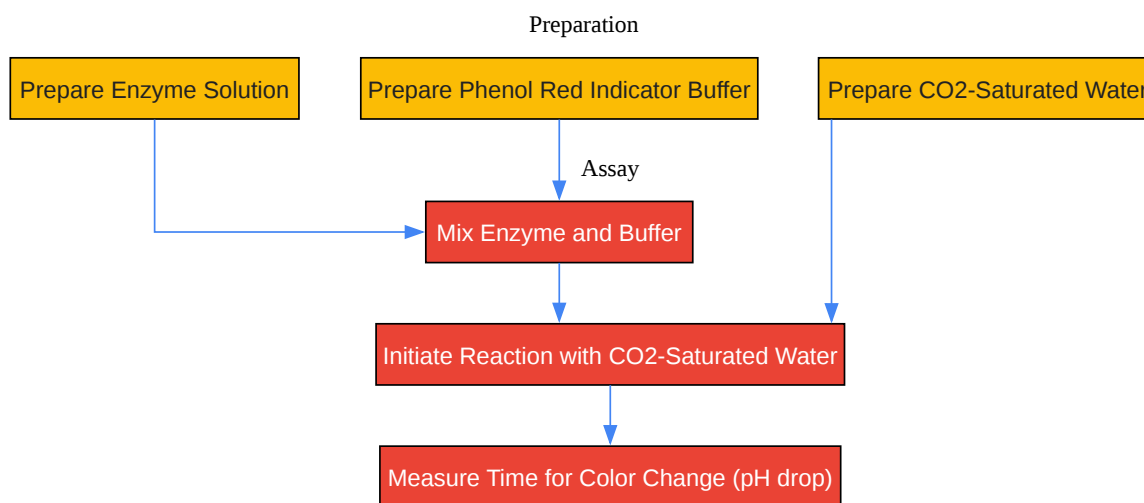 Preparation
Prepare Enzyme Solution
Prepare Phenol Red Indicator Buffer
Prepare CO2-Saturated Water
Assay
Mix Enzyme and Buffer
Initiate Reaction with CO2-Saturated Water
Measure Time for Color Change (pH drop)